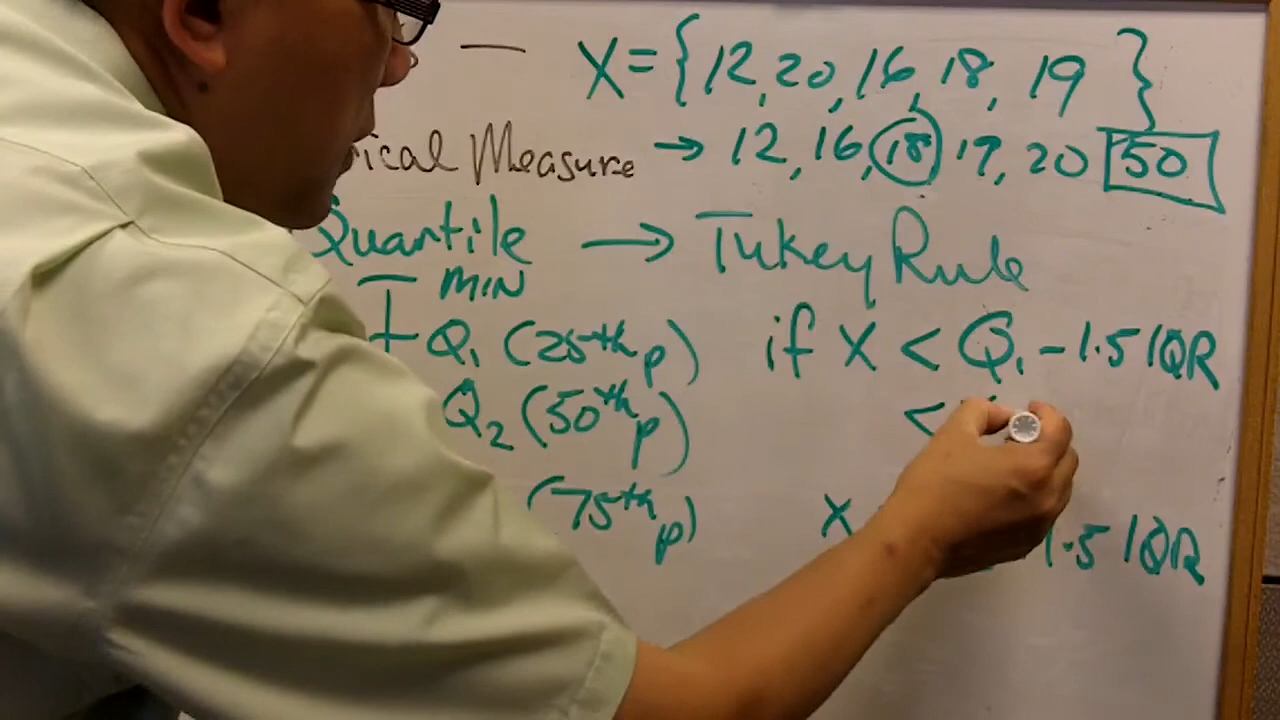 X = { 12, 20, 16, 18, 19 }
Measure → 12, 16, 18, 19, 20 50
Quantile → Tukey Rule
MIN
Q1 (25th p) if X < Q1 - 1.5 IQR
Q2 (50th p) <
(75th p) X 1.5 IQR